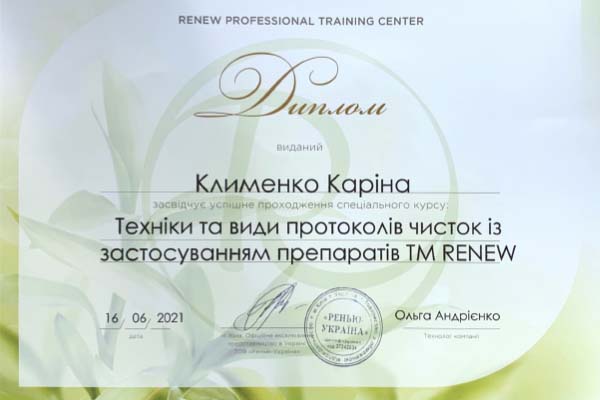 RENEW PROFESSIONAL TRAINING CENTER
Диплом
виданий
Клименко Каріна
засвідчує успішне проходження спеціального курсу:
Техніки та види протоколів чисток із
застосуванням препаратів ТМ RENEW
16 06 2021
дата
Офіційне ексклюзивне
представництво в Україні
ТОВ «Ренью-Україна»
«РЕНЬЮ-
УКРАЇНА»
Ольга Андрієнко
Технолог компанії